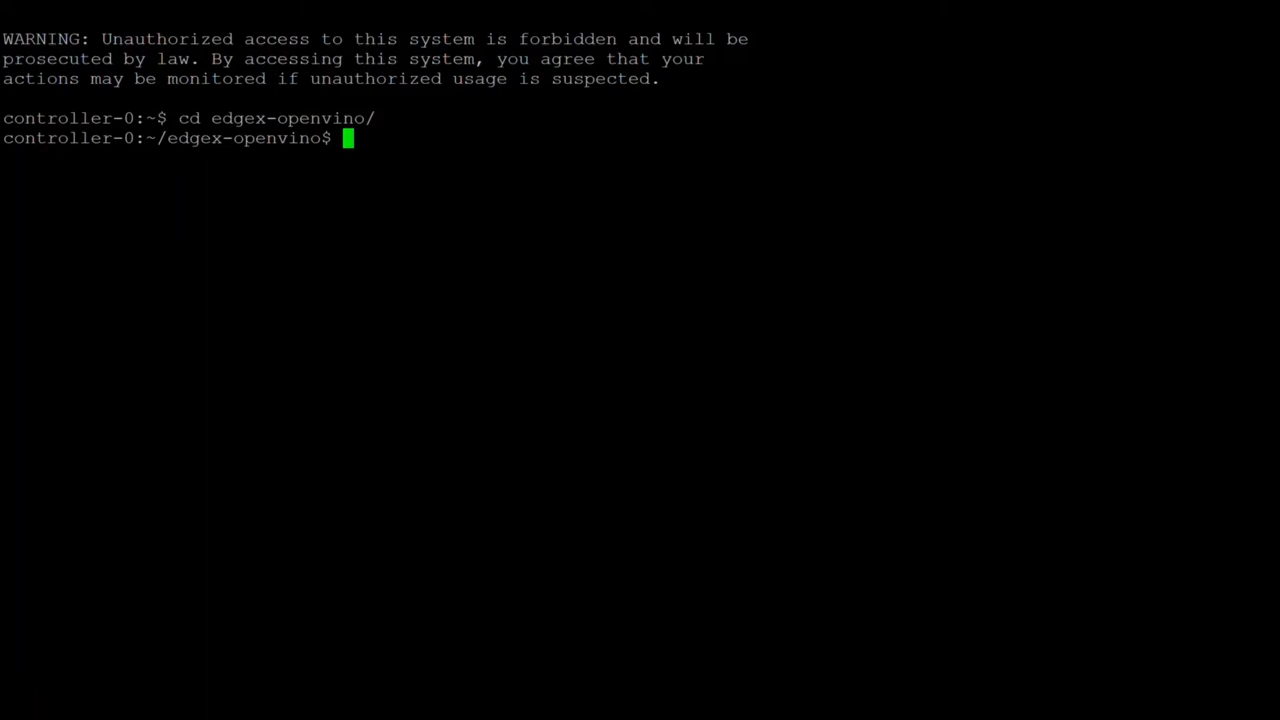 WARNING: Unauthorized access to this system is forbidden and will be
prosecuted by law. By accessing this system, you agree that your
actions may be monitored if unauthorized usage is suspected.
controller-0:~$ cd edgex-openvino/
controller-0:~/edgex-openvino$